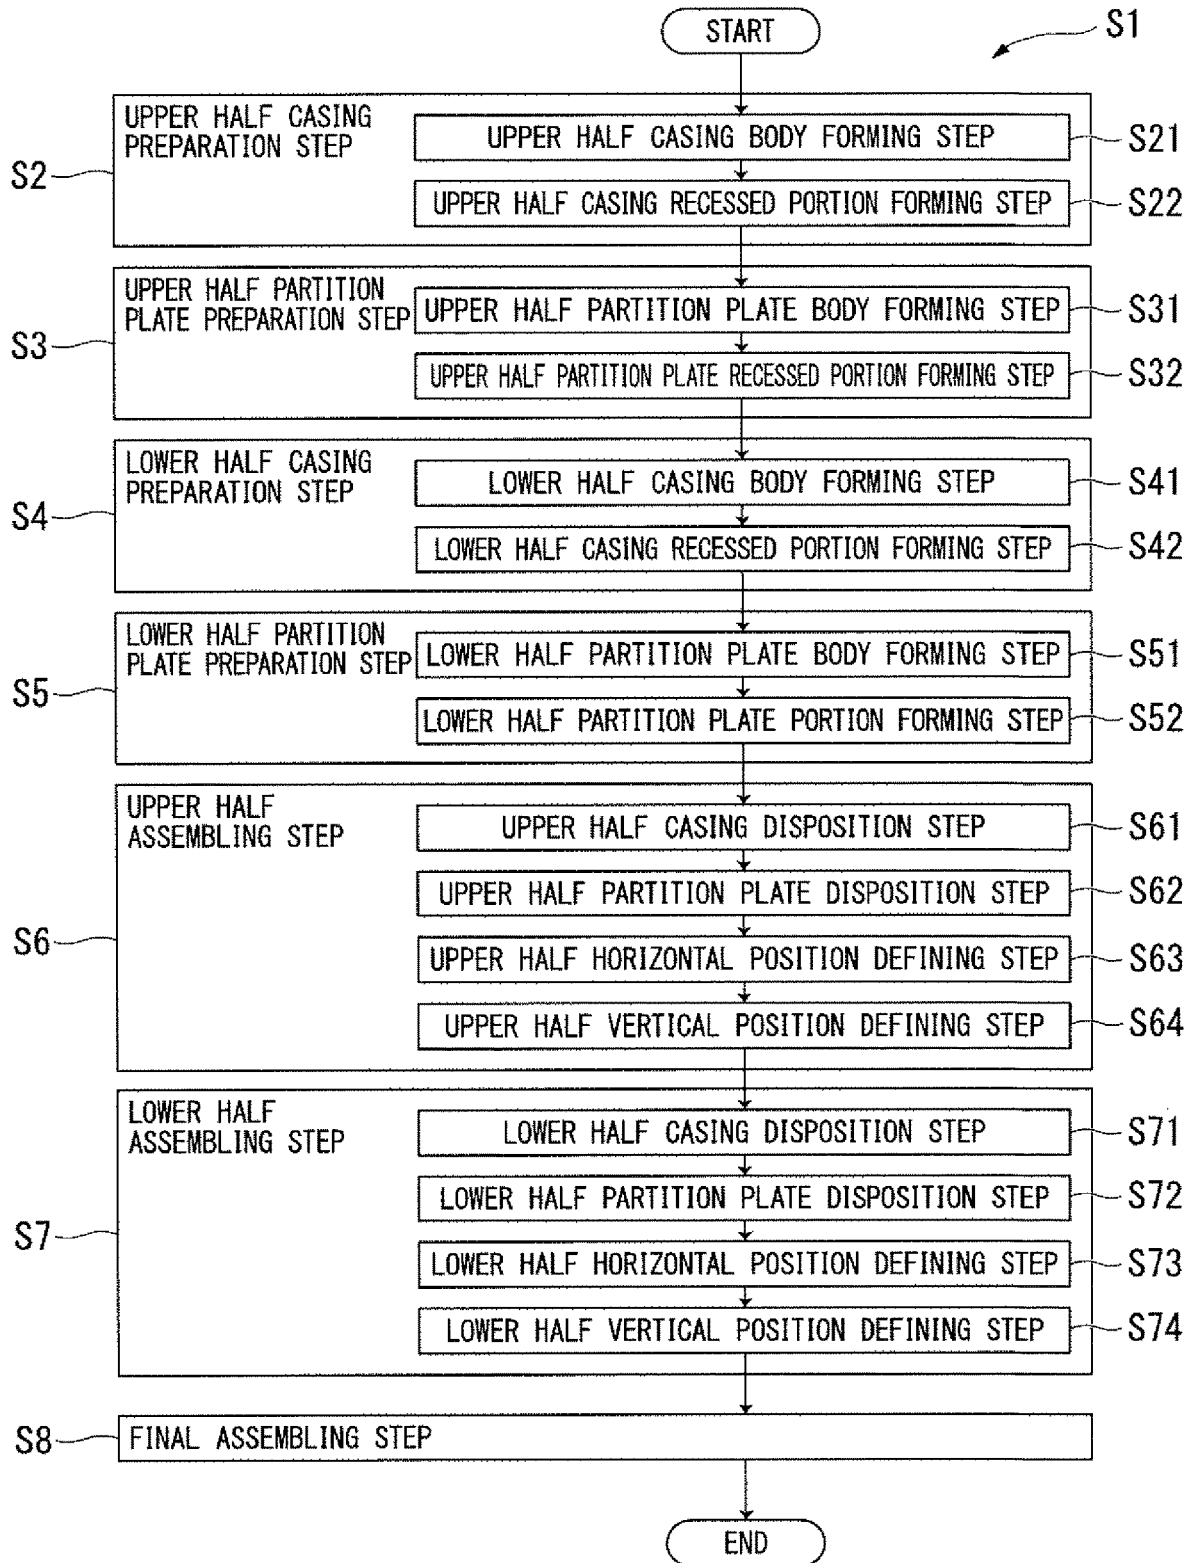 START
S1
UPPER HALF CASING
PREPARATION STEP
S2
UPPER HALF CASING BODY FORMING STEP
S21
UPPER HALF CASING RECESSED PORTION FORMING STEP
S22
UPPER HALF PARTITION
PLATE PREPARATION STEP
S3
UPPER HALF PARTITION PLATE BODY FORMING STEP
S31
UPPER HALF PARTITION PLATE RECESSED PORTION FORMING STEP
S32
LOWER HALF CASING
PREPARATION STEP
S4
LOWER HALF CASING BODY FORMING STEP
S41
LOWER HALF CASING RECESSED PORTION FORMING STEP
S42
LOWER HALF PARTITION
PLATE PREPARATION STEP
S5
LOWER HALF PARTITION PLATE BODY FORMING STEP
S51
LOWER HALF PARTITION PLATE PORTION FORMING STEP
S52
UPPER HALF
ASSEMBLING STEP
S6
UPPER HALF CASING DISPOSITION STEP
S61
UPPER HALF PARTITION PLATE DISPOSITION STEP
S62
UPPER HALF HORIZONTAL POSITION DEFINING STEP
S63
UPPER HALF VERTICAL POSITION DEFINING STEP
S64
LOWER HALF
ASSEMBLING STEP
S7
LOWER HALF CASING DISPOSITION STEP
S71
LOWER HALF PARTITION PLATE DISPOSITION STEP
S72
LOWER HALF HORIZONTAL POSITION DEFINING STEP
S73
LOWER HALF VERTICAL POSITION DEFINING STEP
S74
S8
FINAL ASSEMBLING STEP
END